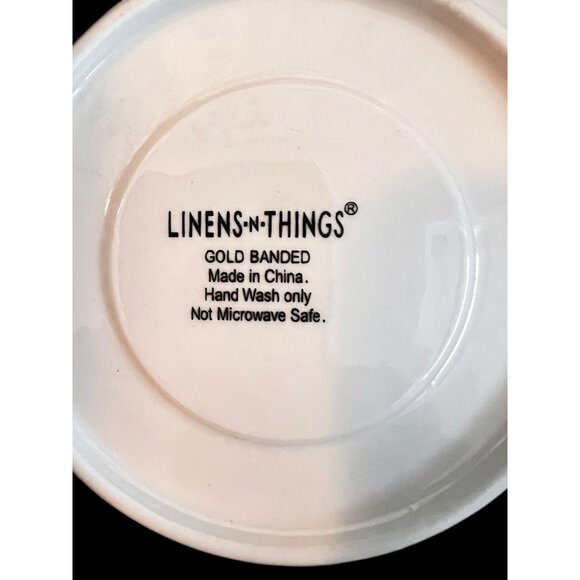 LINENS-N-THINGS®
GOLD BANDED
Made in China.
Hand Wash only
Not Microwave Safe.